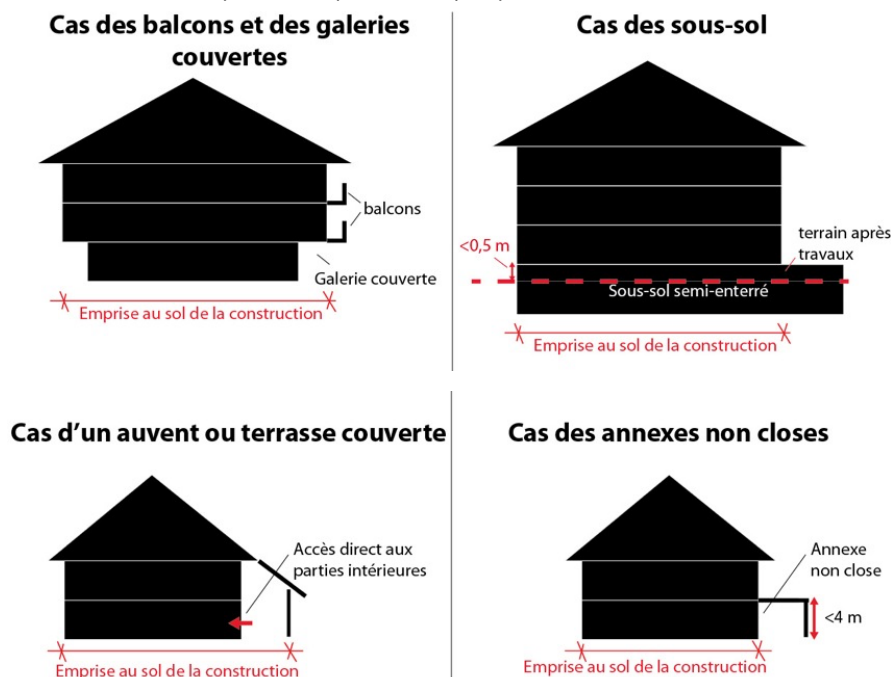 Cas des balcons et des galeries
couvertes
balcons
Galerie couverte
Emprise au sol de la construction
Cas des sous-sol
<0,5 m
terrain après
travaux
Sous-sol semi-enterré
Emprise au sol de la construction
Cas d'un auvent ou terrasse couverte
Accès direct aux
parties intérieures
Emprise au sol de la construction
Cas des annexes non closes
Annexe
non close
<4 m
Emprise au sol de la construction